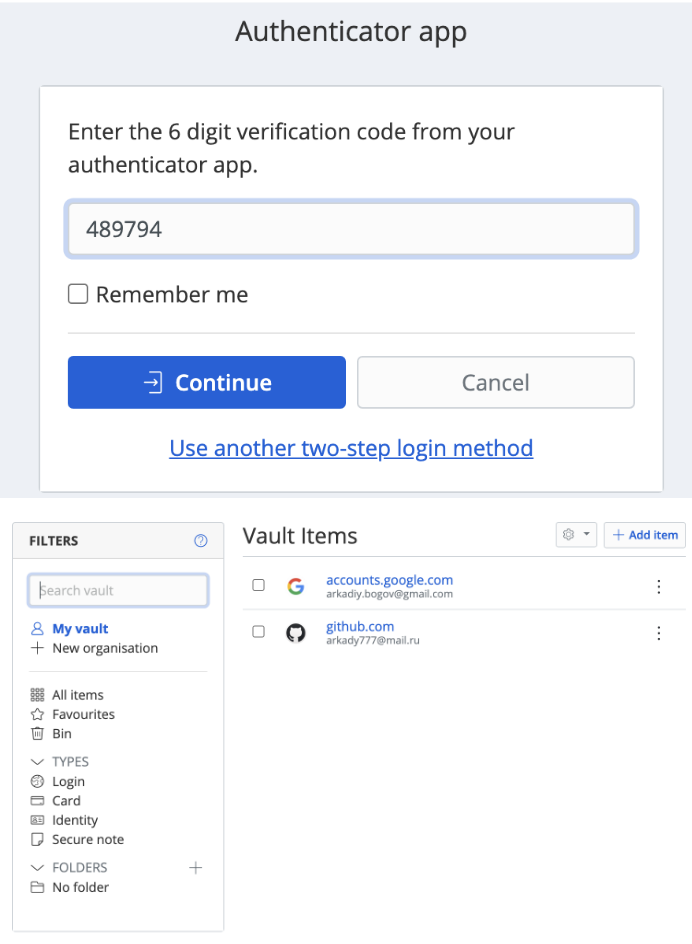 Authenticator app
Enter the 6 digit verification code from your
authenticator app.
489794
Remember me
Continue
Cancel
Use another two-step login method
FILTERS
Search vault
My vault
New organisation
All items
Favourites
Bin
TYPES
Login
Card
Identity
Secure note
FOLDERS
No folder
Vault Items
Add item
accounts.google.com
arkadiy.bogov@gmail.com
github.com
arkady777@mail.ru